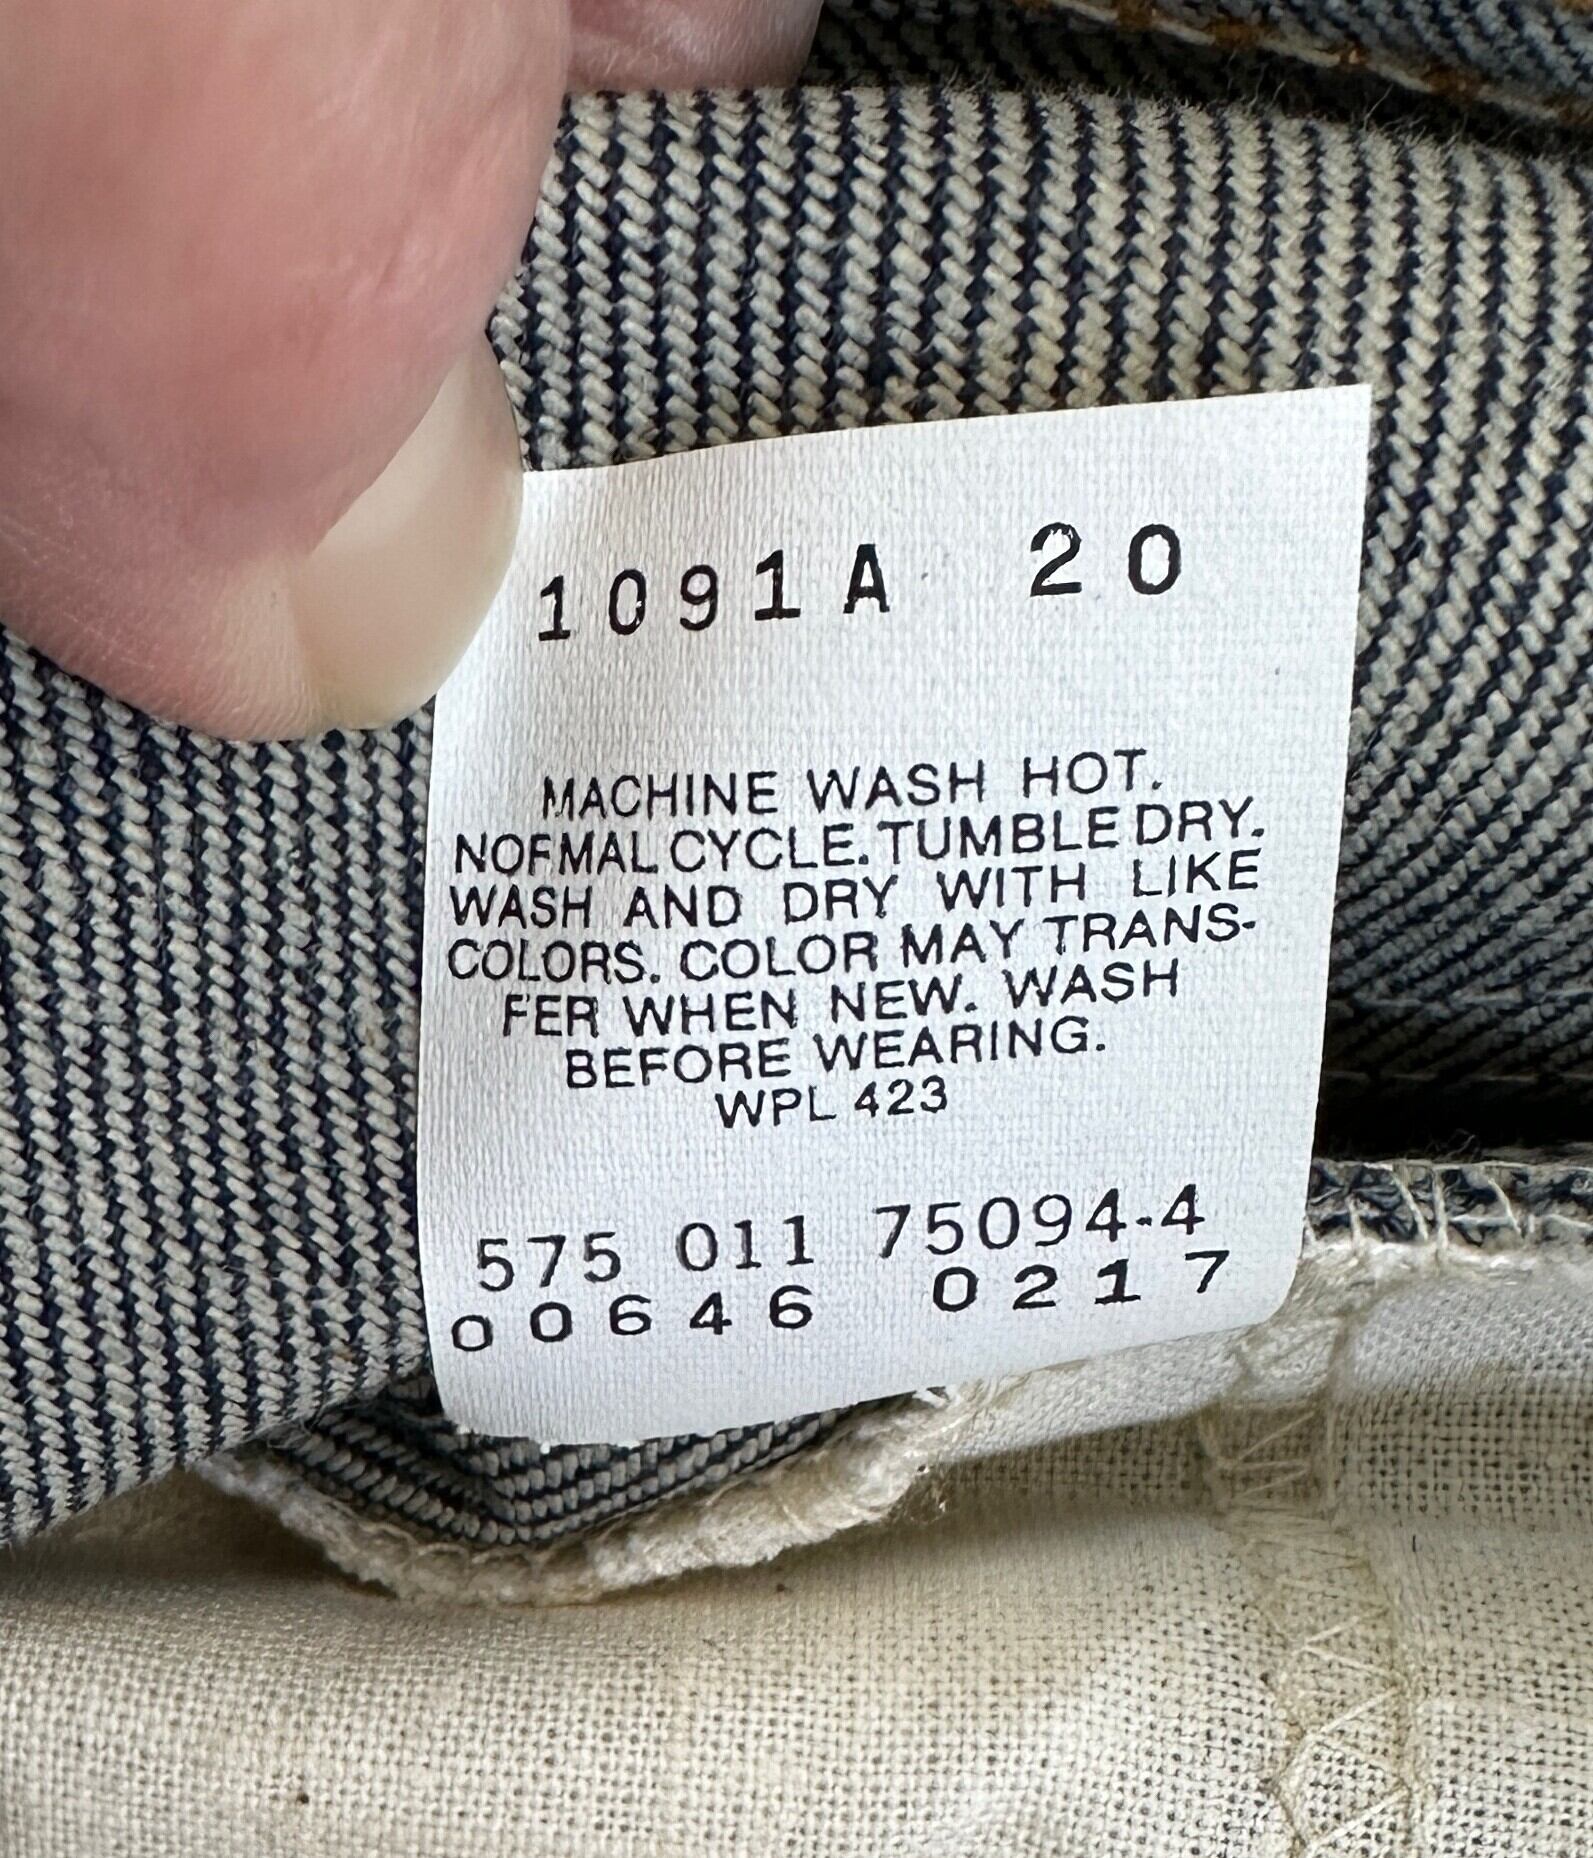 1091A 20
MACHINE WASH HOT.
NOFMAL CYCLE. TUMBLE DRY.
WASH AND DRY WITH LIKE
COLORS. COLOR MAY TRANS-
FER WHEN NEW. WASH
BEFORE WEARING.
WPL 423
575 011 75094-4
00646 0217